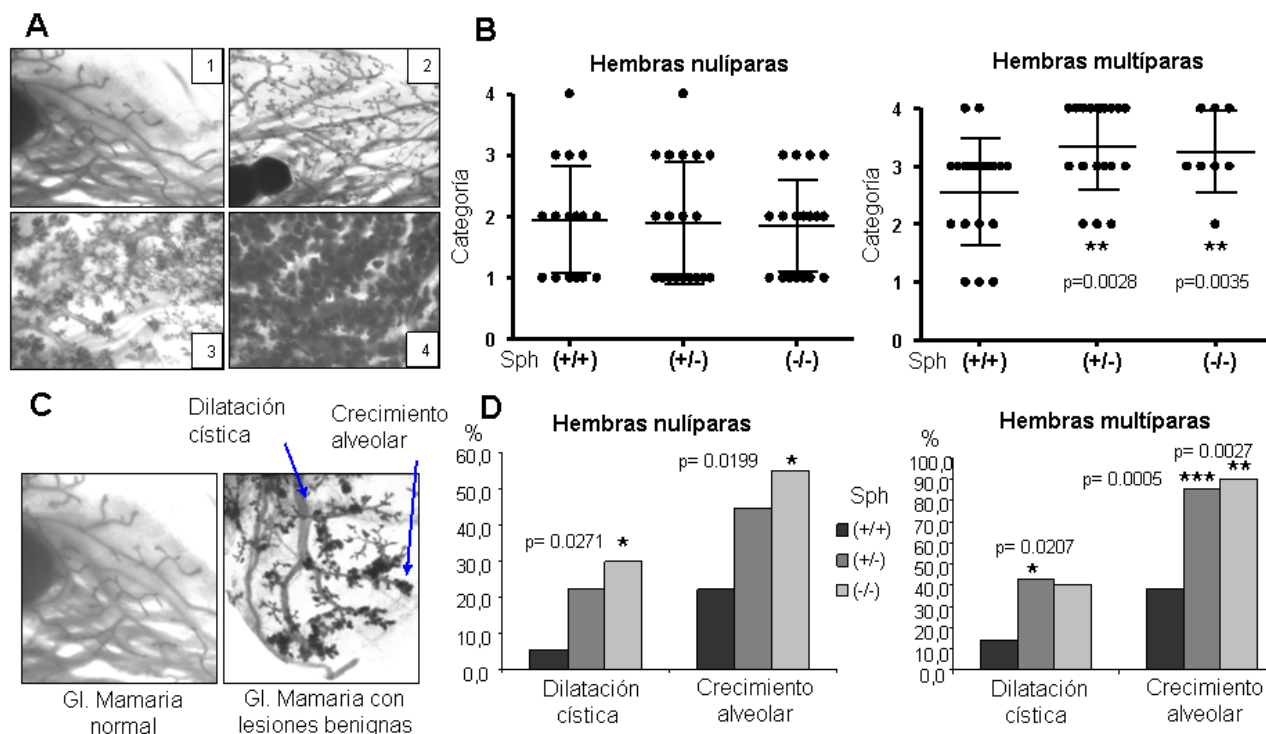 A
1
2
3
4
B
Hembras nulíparas
Categoría
4
3
2
1
0
Sph (+/+) (+/-) (-/-)
Hembras multíparas
Categoría
4
3
2
1
0
** **
p=0.0028 p=0.0035
Sph (+/+) (+/-) (-/-)
C
Dilatación
cística
Crecimiento
alveolar
Gl. Mamaria
normal
Gl. Mamaria con
lesiones benignas
D
Hembras nulíparas
%
60,0
50,0
40,0
30,0
20,0
10,0
0,0
p= 0.0271 *
p= 0.0199 *
Dilatación
cística
Crecimiento
alveolar
Sph
(+/+)
(+/-)
(-/-)
Hembras multíparas
%
100,0
90,0
80,0
70,0
60,0
50,0
40,0
30,0
20,0
10,0
0,0
p= 0.0207
*
p= 0.0005 ***
p= 0.0027
**
Dilatación
cística
Crecimiento
alveolar